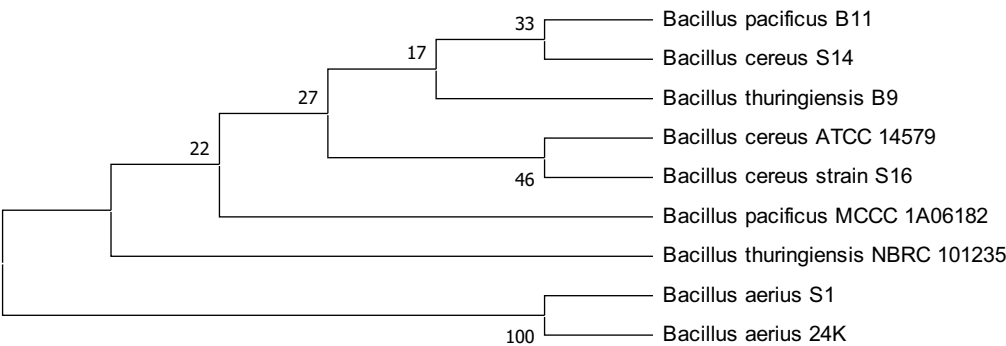 33
Bacillus pacificus B11
17
Bacillus cereus S14
27
Bacillus thuringiensis B9
22
Bacillus cereus ATCC 14579
46
Bacillus cereus strain S16
Bacillus pacificus MCCC 1A06182
Bacillus thuringiensis NBRC 101235
Bacillus aerius S1
100
Bacillus aerius 24K